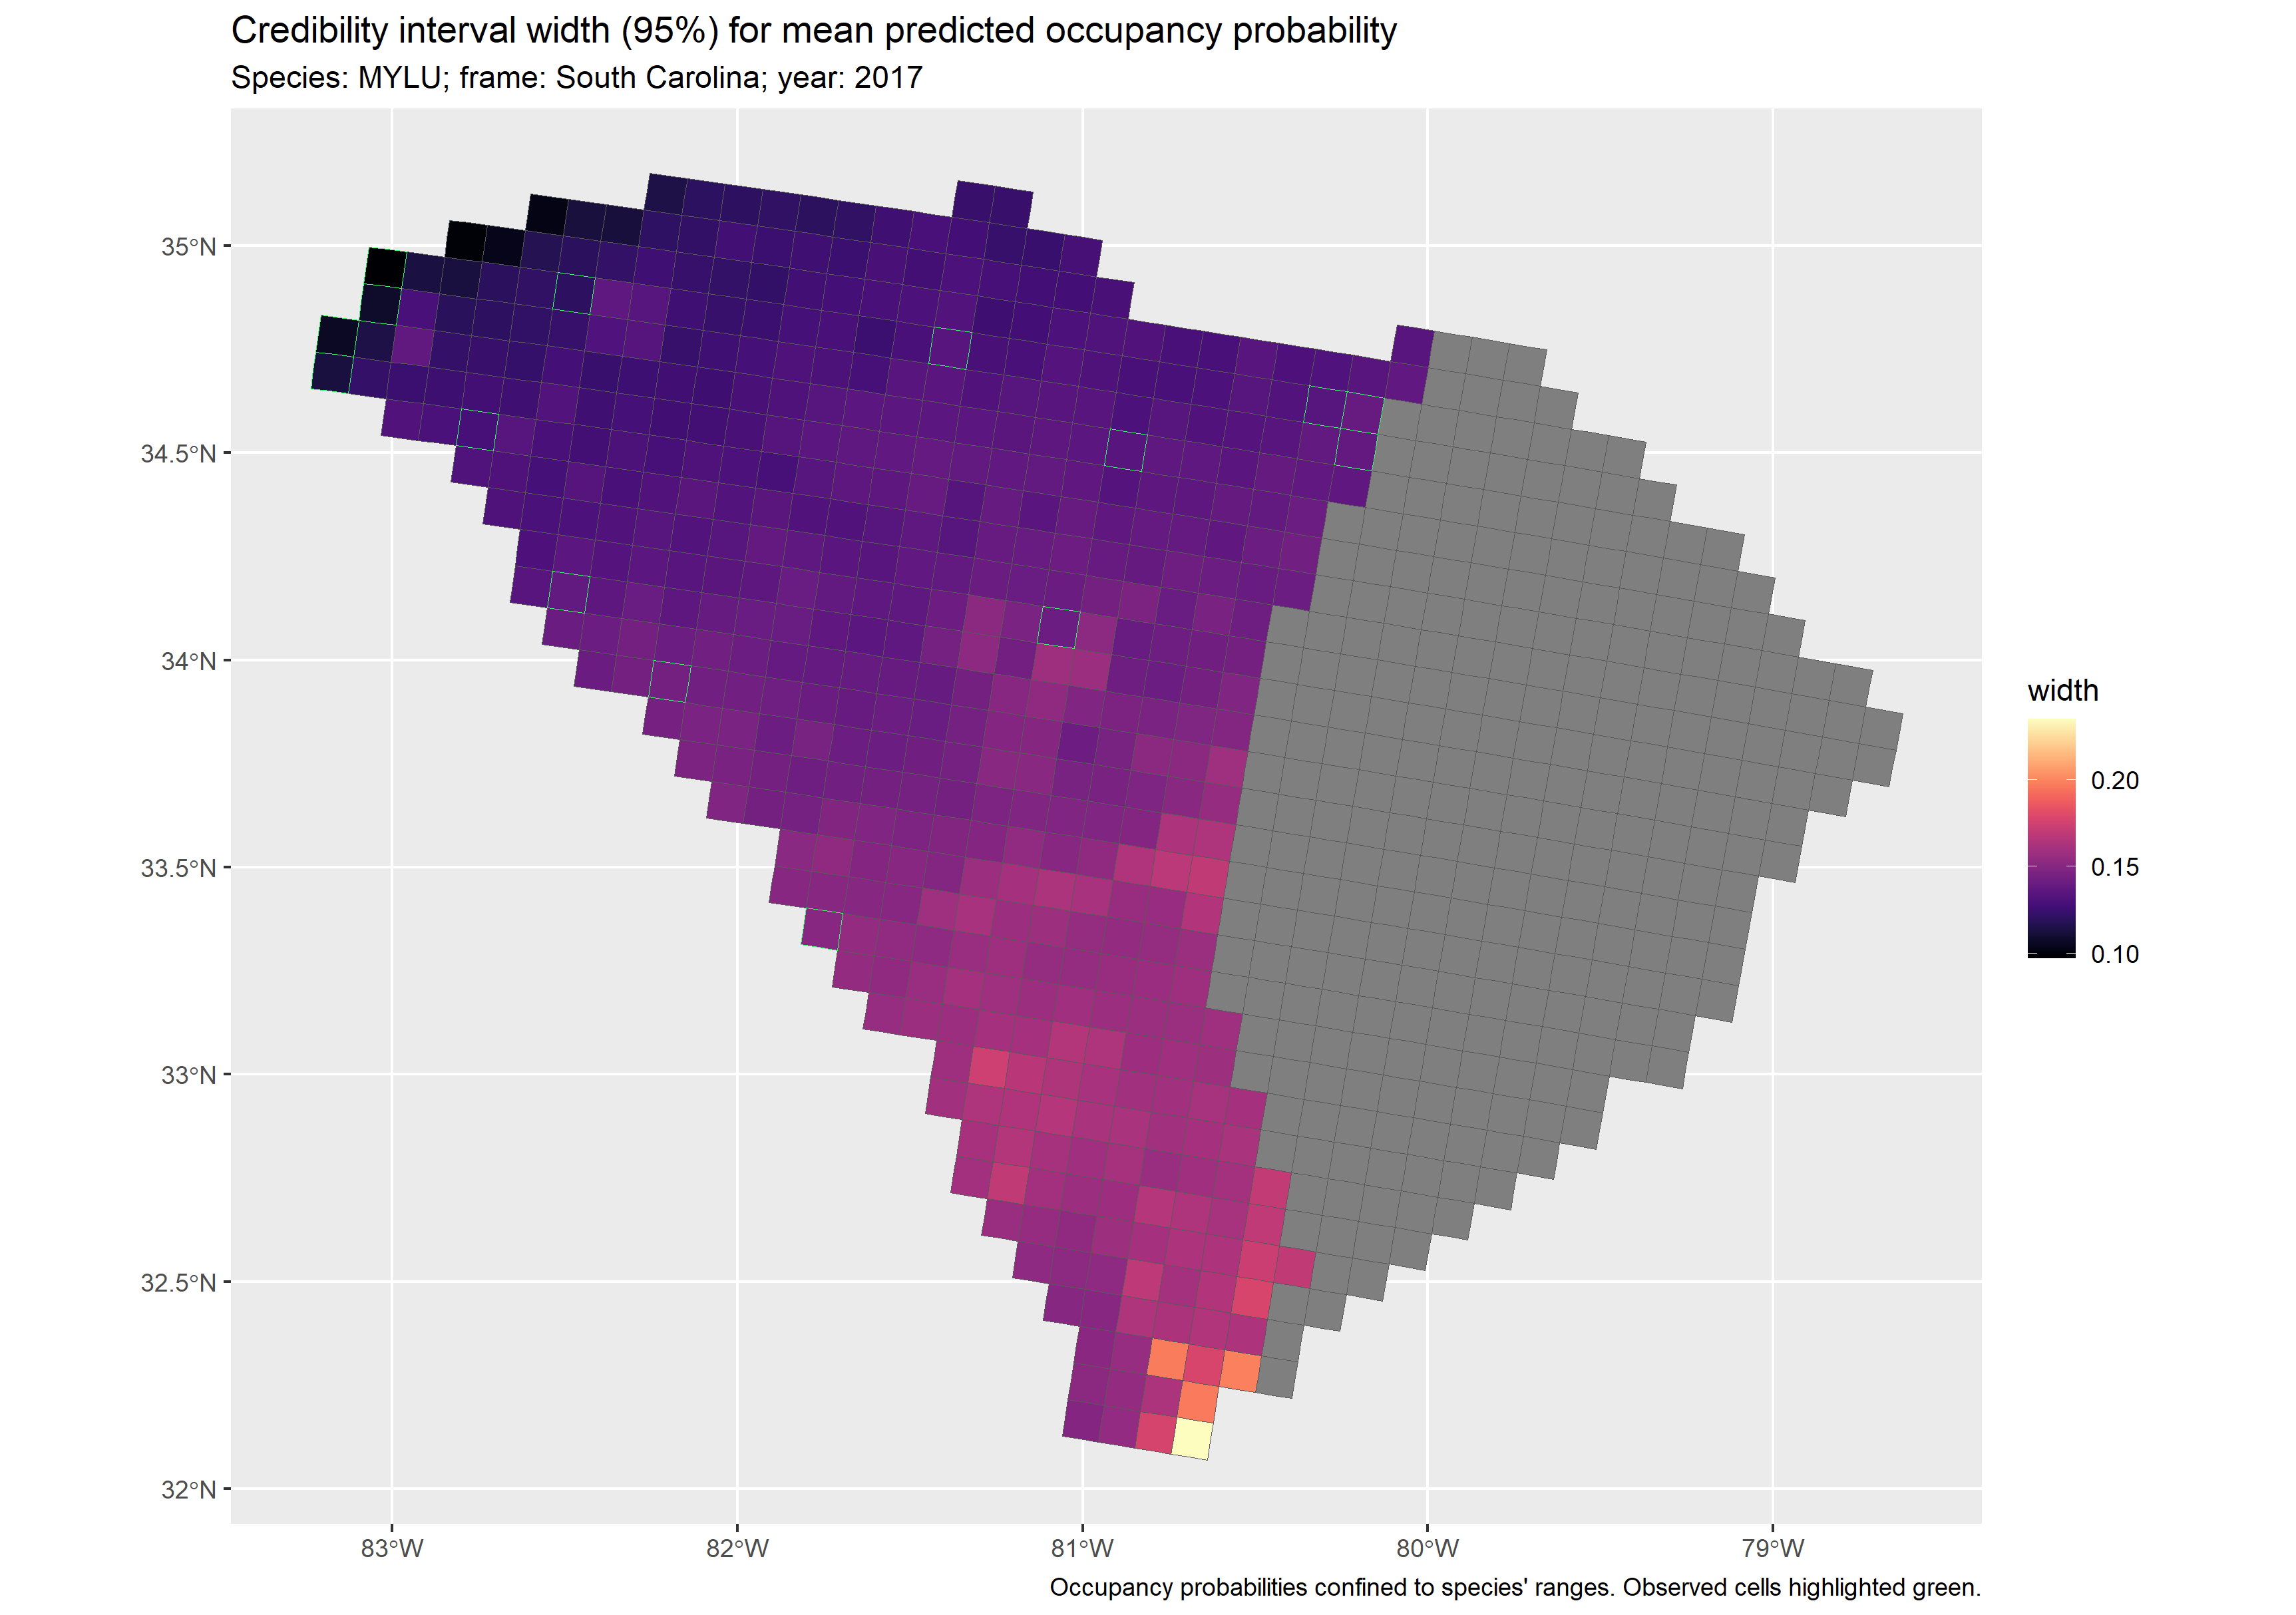 Credibility interval width (95%) for mean predicted occupancy probability
Species: MYLU; frame: South Carolina; year: 2017
35°N
34.5°N
34°N
33.5°N
33°N
32.5°N
32°N
83°W
82°W
81°W
80°W
79°W
width
0.20
0.15
0.10
Occupancy probabilities confined to species' ranges. Observed cells highlighted green.